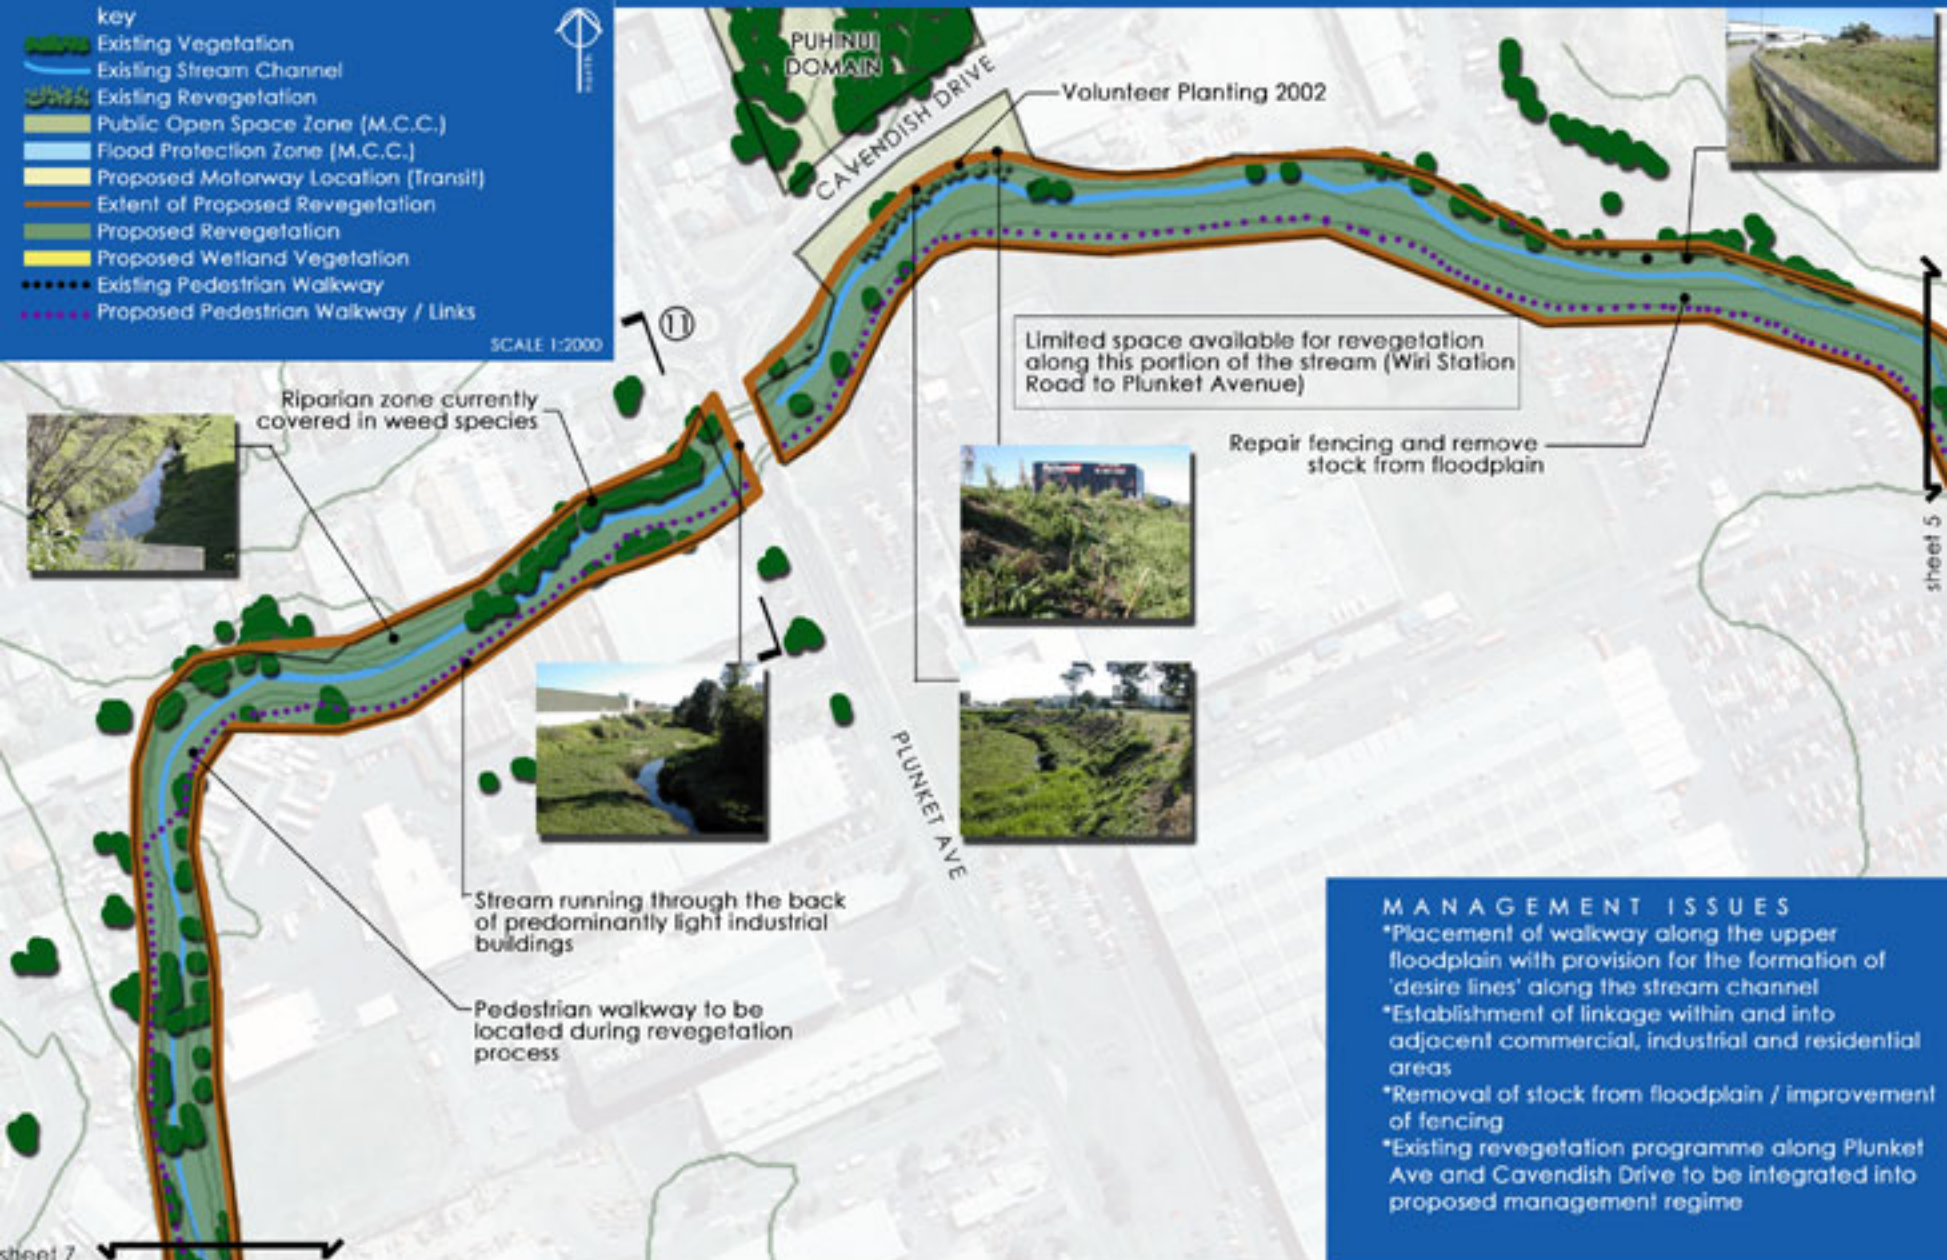 key
Existing Vegetation
Existing Stream Channel
Existing Revegetation
Public Open Space Zone (M.C.C.)
Flood Protection Zone (M.C.C.)
Proposed Motorway Location (Transit)
Extent of Proposed Revegetation
Proposed Revegetation
Proposed Wetland Vegetation
Existing Pedestrian Walkway
Proposed Pedestrian Walkway / Links
SCALE 1:2000
north
PUHINUI
DOMAIN
CAVENDISH DRIVE
Volunteer Planting 2002
11
Limited space available for revegetation
along this portion of the stream (Wiri Station
Road to Plunket Avenue)
Riparian zone currently
covered in weed species
Repair fencing and remove
stock from floodplain
sheet 5
PLUNKET AVE
Stream running through the back
of predominantly light industrial
buildings
Pedestrian walkway to be
located during revegetation
process
MANAGEMENT ISSUES
*Placement of walkway along the upper
floodplain with provision for the formation of
'desire lines' along the stream channel
*Establishment of linkage within and into
adjacent commercial, industrial and residential
areas
*Removal of stock from floodplain / improvement
of fencing
*Existing revegetation programme along Plunket
Ave and Cavendish Drive to be integrated into
proposed management regime
sheet 7